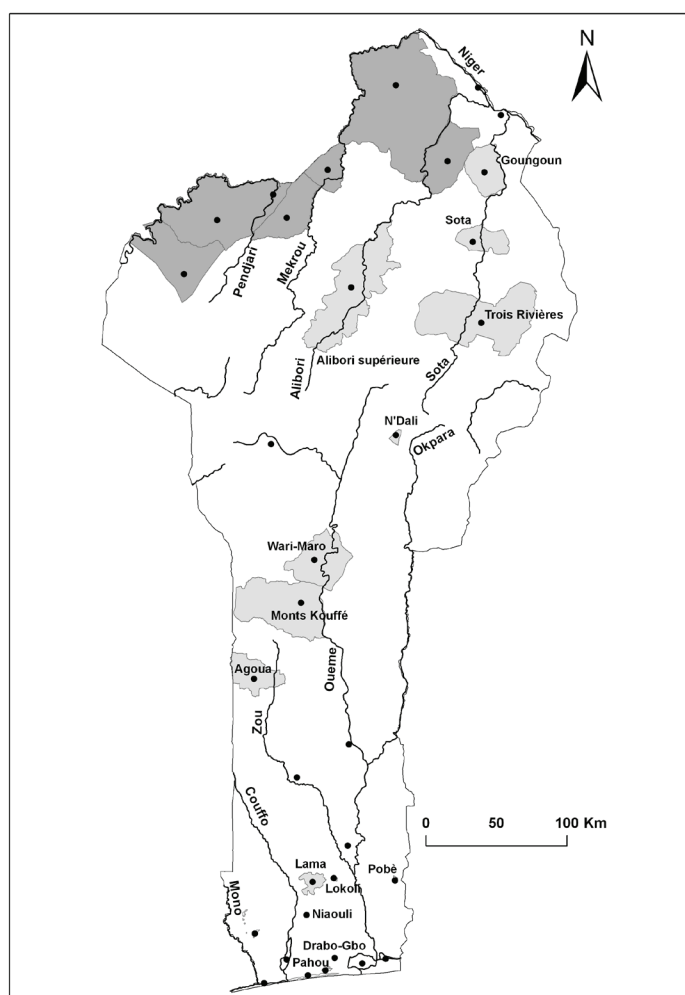 N
Niger
Goungoun
Sota
Pendjari
Mekrou
Trois Rivières
Alibori
Alibori supérieure
Sota
N'Dali
Okpara
Wari-Maro
Monts Kouffé
Oueme
Agoua
Zou
Couffo
0 50 100 Km
Lama
Lokoli
Pobè
Mono
Niaouli
Drabo-Gbo
Pahou